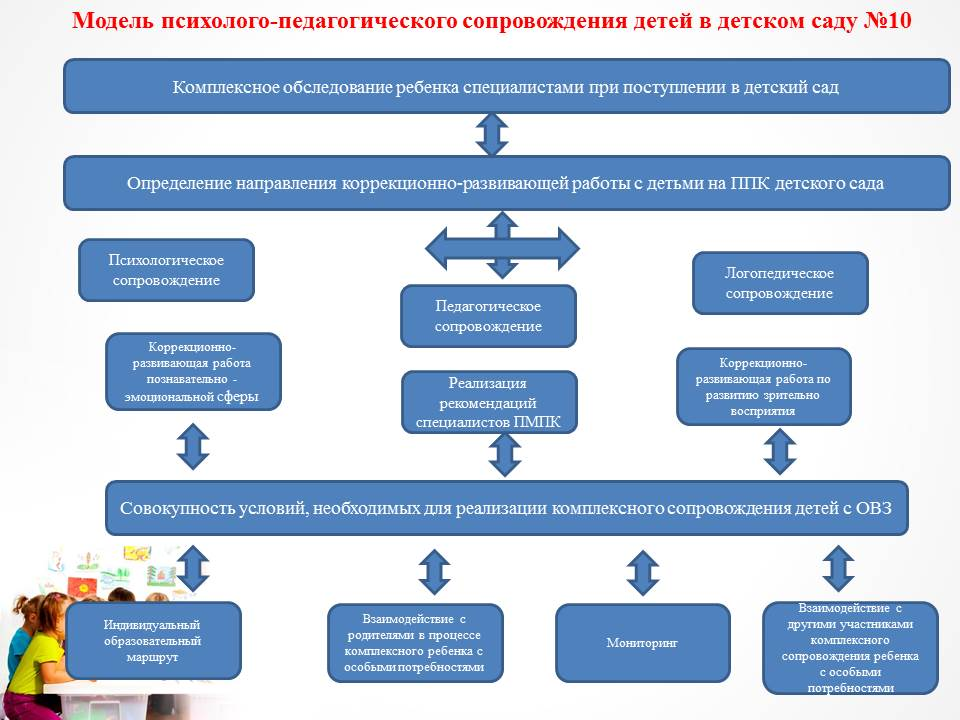 Модель психолого-педагогического сопровождения детей в детском саду №10
Комплексное обследование ребенка специалистами при поступлении в детский сад
Определение направления коррекционно-развивающей работы с детьми на ППК детского сада
Психологическое
сопровождение
Педагогическое
сопровождение
Логопедическое
сопровождение
Коррекционно-
развивающая работа
познавательно -
эмоциональной сферы
Реализация
рекомендаций
специалистов ПМПК
Коррекционно-
развивающая работа по
развитию зрительно
восприятия
Совокупность условий, необходимых для реализации комплексного сопровождения детей с ОВЗ
Индивидуальный
образовательный
маршрут
Взаимодействие с
родителями в процессе
комплексного ребенка с
особыми потребностями
Мониторинг
Взаимодействие с
другими участниками
комплексного
сопровождения ребенка
с особыми
потребностями